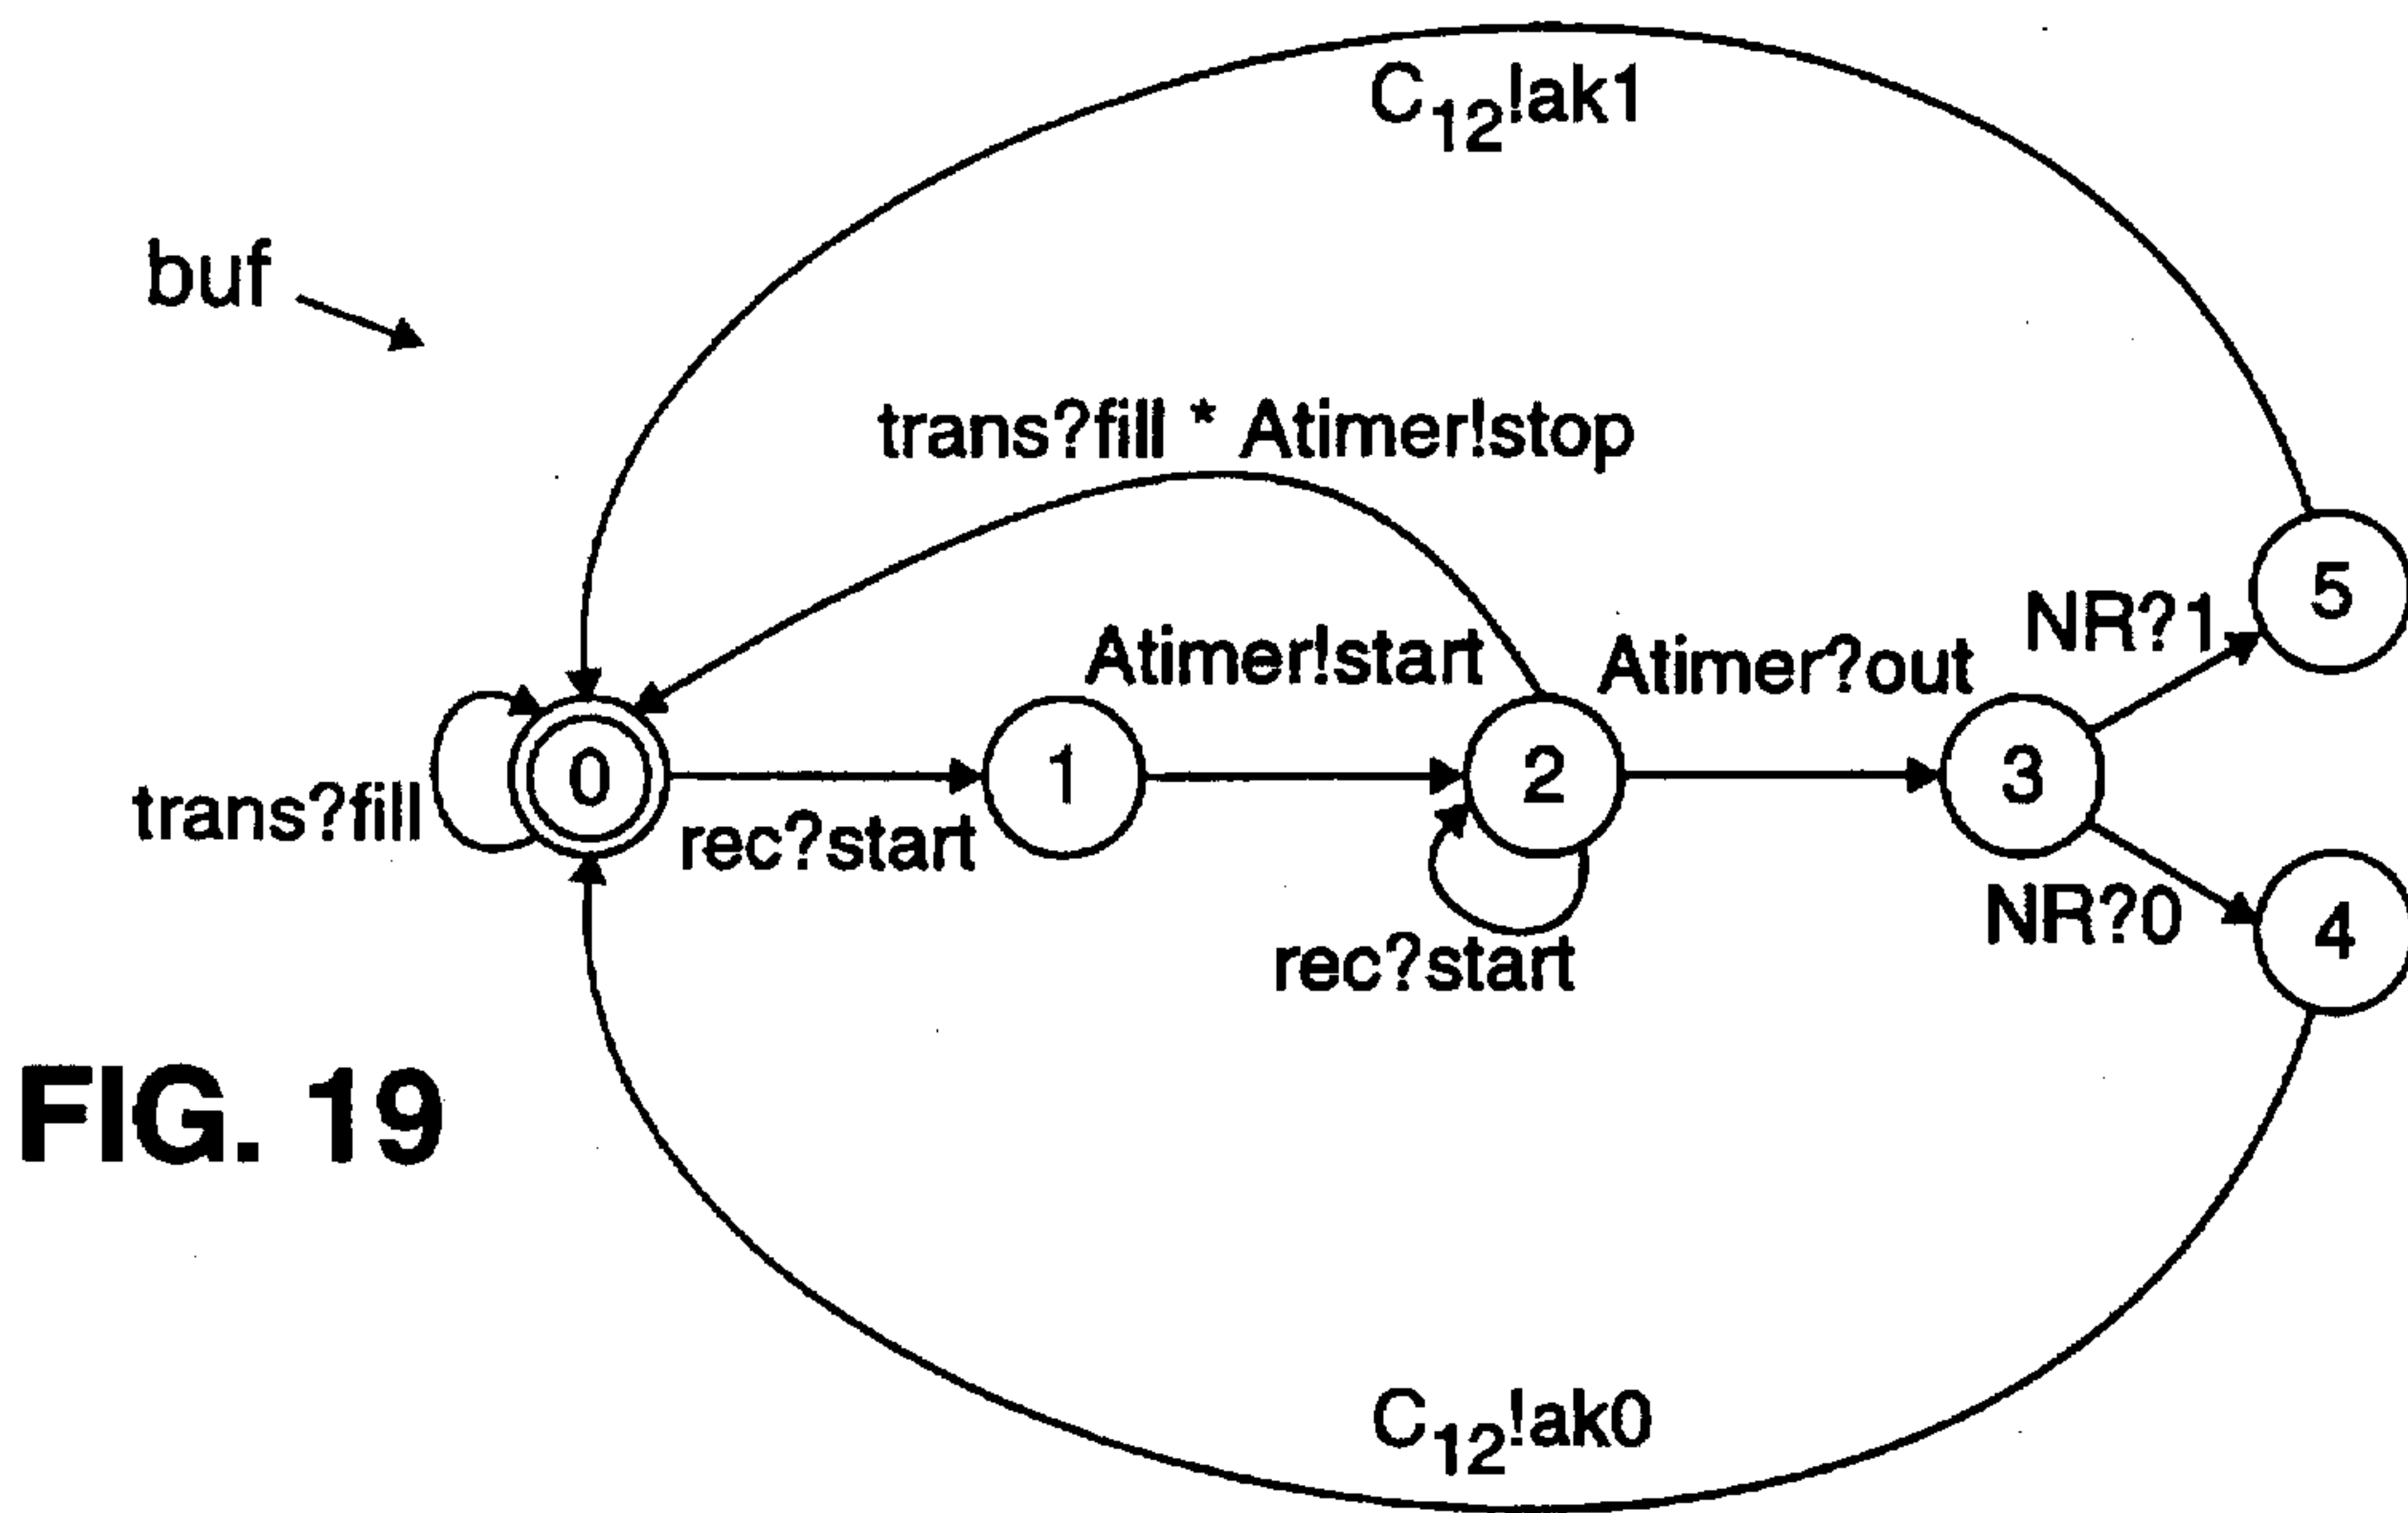 C12!ak1
buf
trans?fill * Atimer!stop
5
NR?1
Atimer!start
Atimer?out
0
1
2
3
trans?fill
rec?start
NR?0
4
rec?start
FIG. 19
C12!ak0